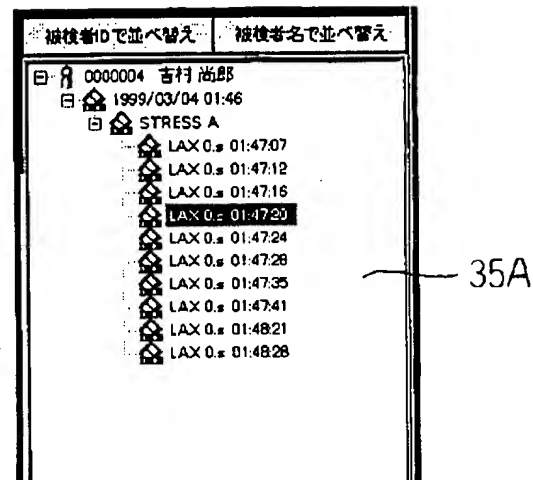 被検者IDで並べ替え 被検者名で並べ替え
0000004 吉村 尚郎
1999/03/04 01:46
STRESS A
LAX 0.s 01:47:07
LAX 0.s 01:47:12
LAX 0.s 01:47:16
LAX 0.s 01:47:20
LAX 0.s 01:47:24
LAX 0.s 01:47:28
LAX 0.s 01:47:35
LAX 0.s 01:47:41
LAX 0.s 01:48:21
LAX 0.s 01:48:28
35A